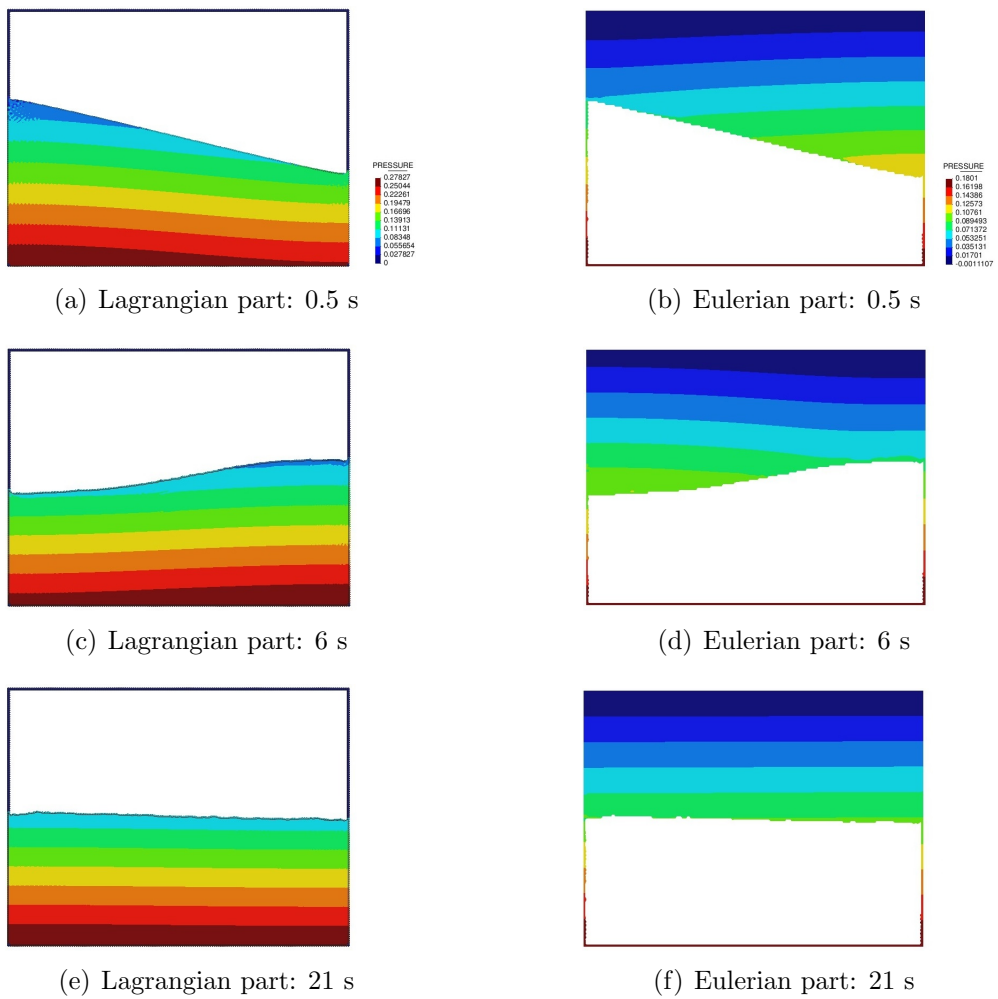 PRESSURE
0.27827
0.25044
0.22261
0.19479
0.16696
0.13913
0.11131
0.08348
0.055654
0.027827
0
PRESSURE
0.1801
0.16198
0.14386
0.12573
0.10761
0.089493
0.071372
0.053251
0.035131
0.01701
-0.0011107
(a) Lagrangian part: 0.5 s
(b) Eulerian part: 0.5 s
(c) Lagrangian part: 6 s
(d) Eulerian part: 6 s
(e) Lagrangian part: 21 s
(f) Eulerian part: 21 s